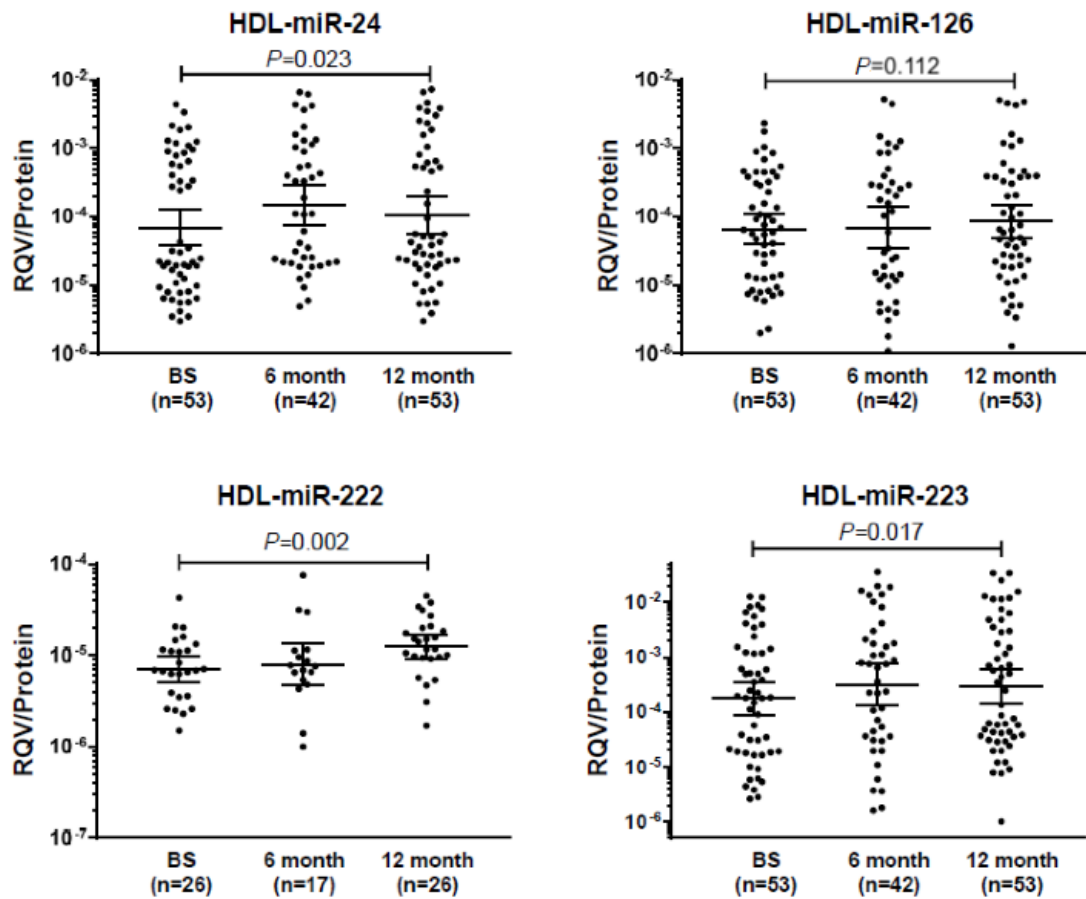 HDL-miR-24
P=0.023
RQV/Protein
10-2
10-3
10-4
10-5
10-6
BS
(n=53)
6 month
(n=42)
12 month
(n=53)
HDL-miR-126
P=0.112
RQV/Protein
10-2
10-3
10-4
10-5
10-6
BS
(n=53)
6 month
(n=42)
12 month
(n=53)
HDL-miR-222
P=0.002
RQV/Protein
10-4
10-5
10-6
10-7
BS
(n=26)
6 month
(n=17)
12 month
(n=26)
HDL-miR-223
P=0.017
RQV/Protein
10-2
10-3
10-4
10-5
10-6
BS
(n=53)
6 month
(n=42)
12 month
(n=53)